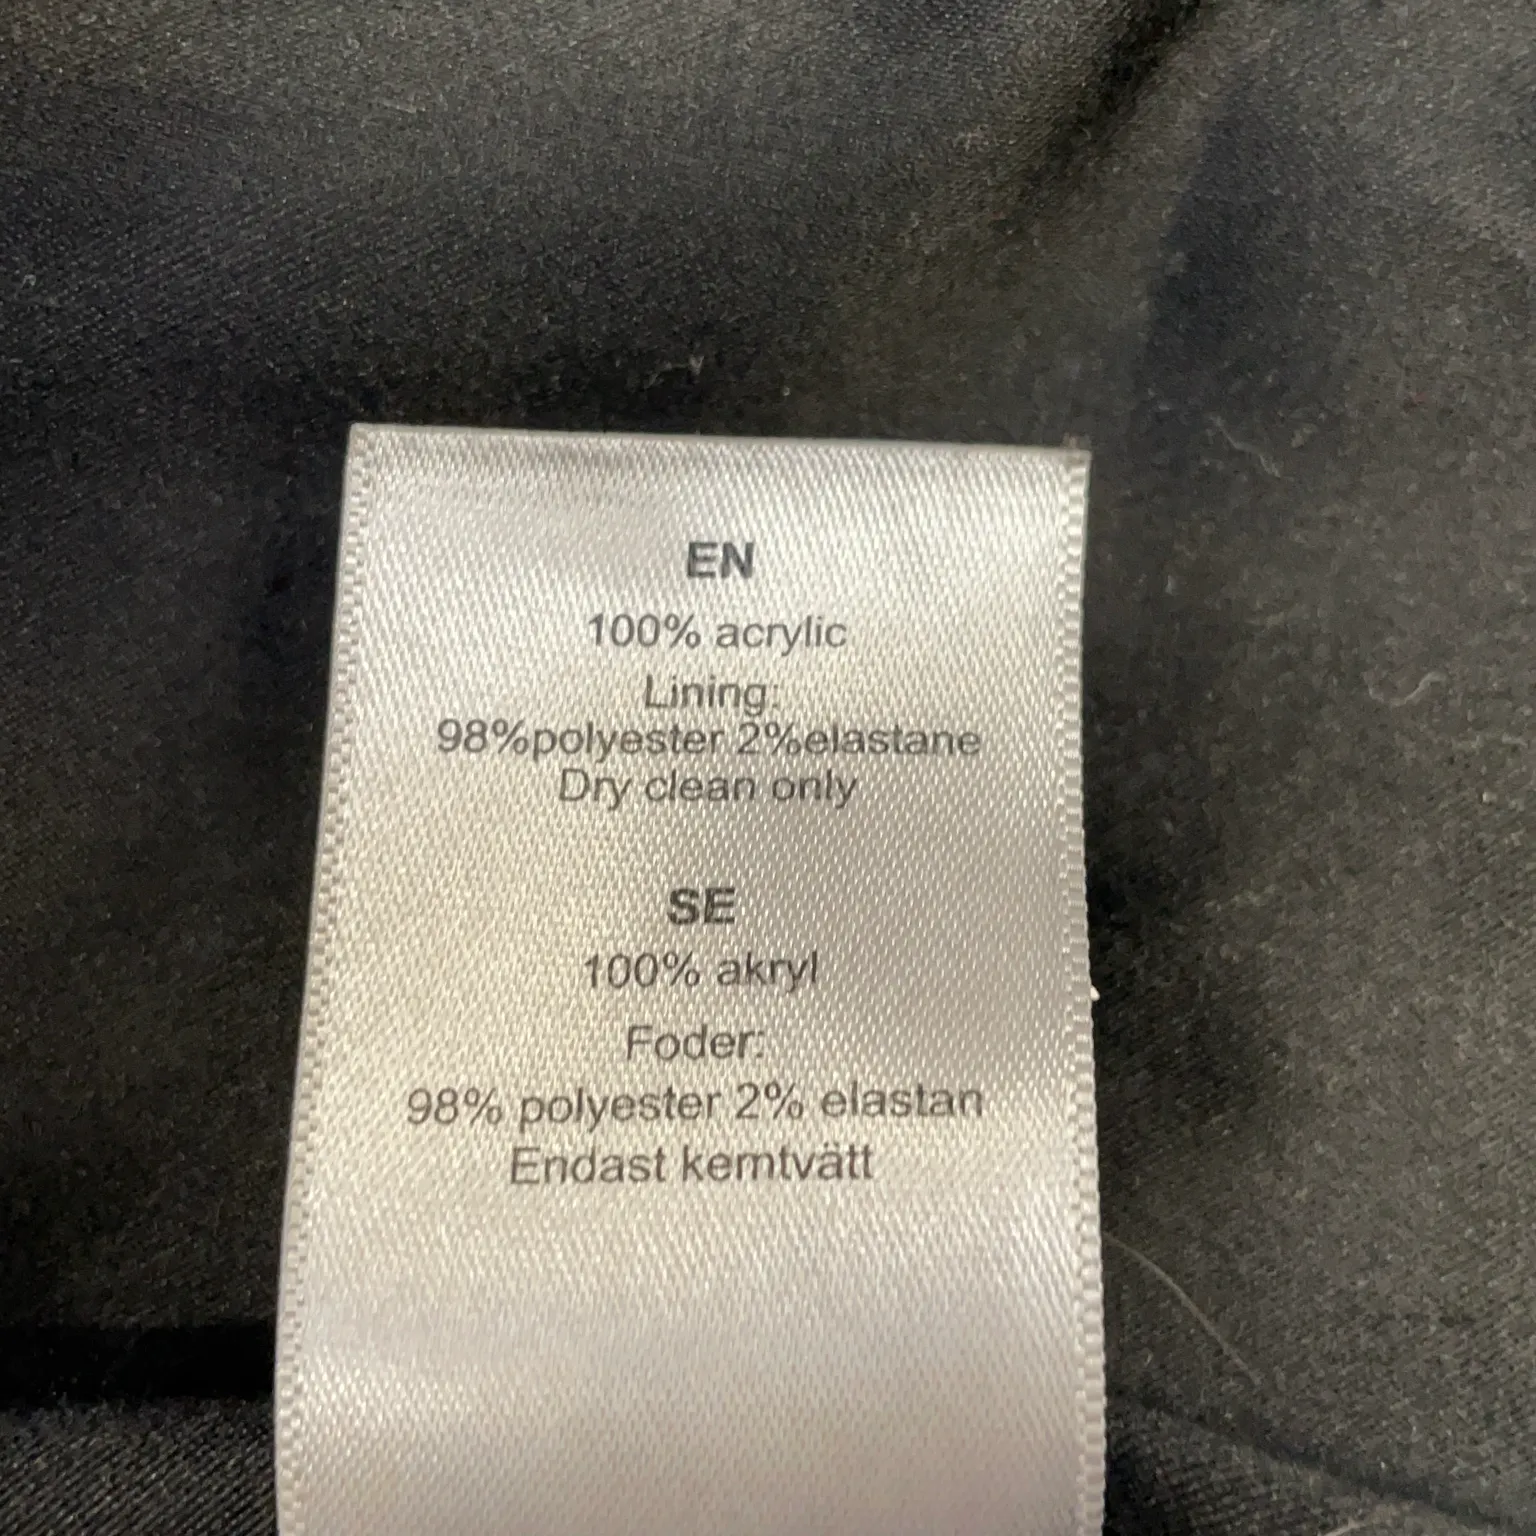 EN
100% acrylic
Lining:
98%polyester 2%elastane
Dry clean only
SE
100% akryl
Foder:
98% polyester 2% elastan
Endast kemtvätt